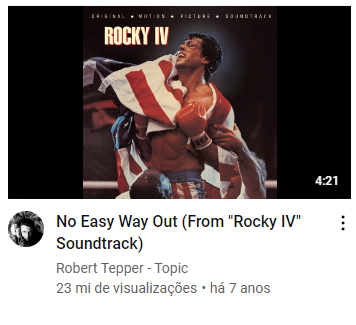 ORIGINAL ★ MOTION ★ PICTURE ★ SOUNDTRACK
ROCKY IV
4:21
No Easy Way Out (From "Rocky IV"
Soundtrack)
Robert Tepper - Topic
23 mi de visualizações • há 7 anos